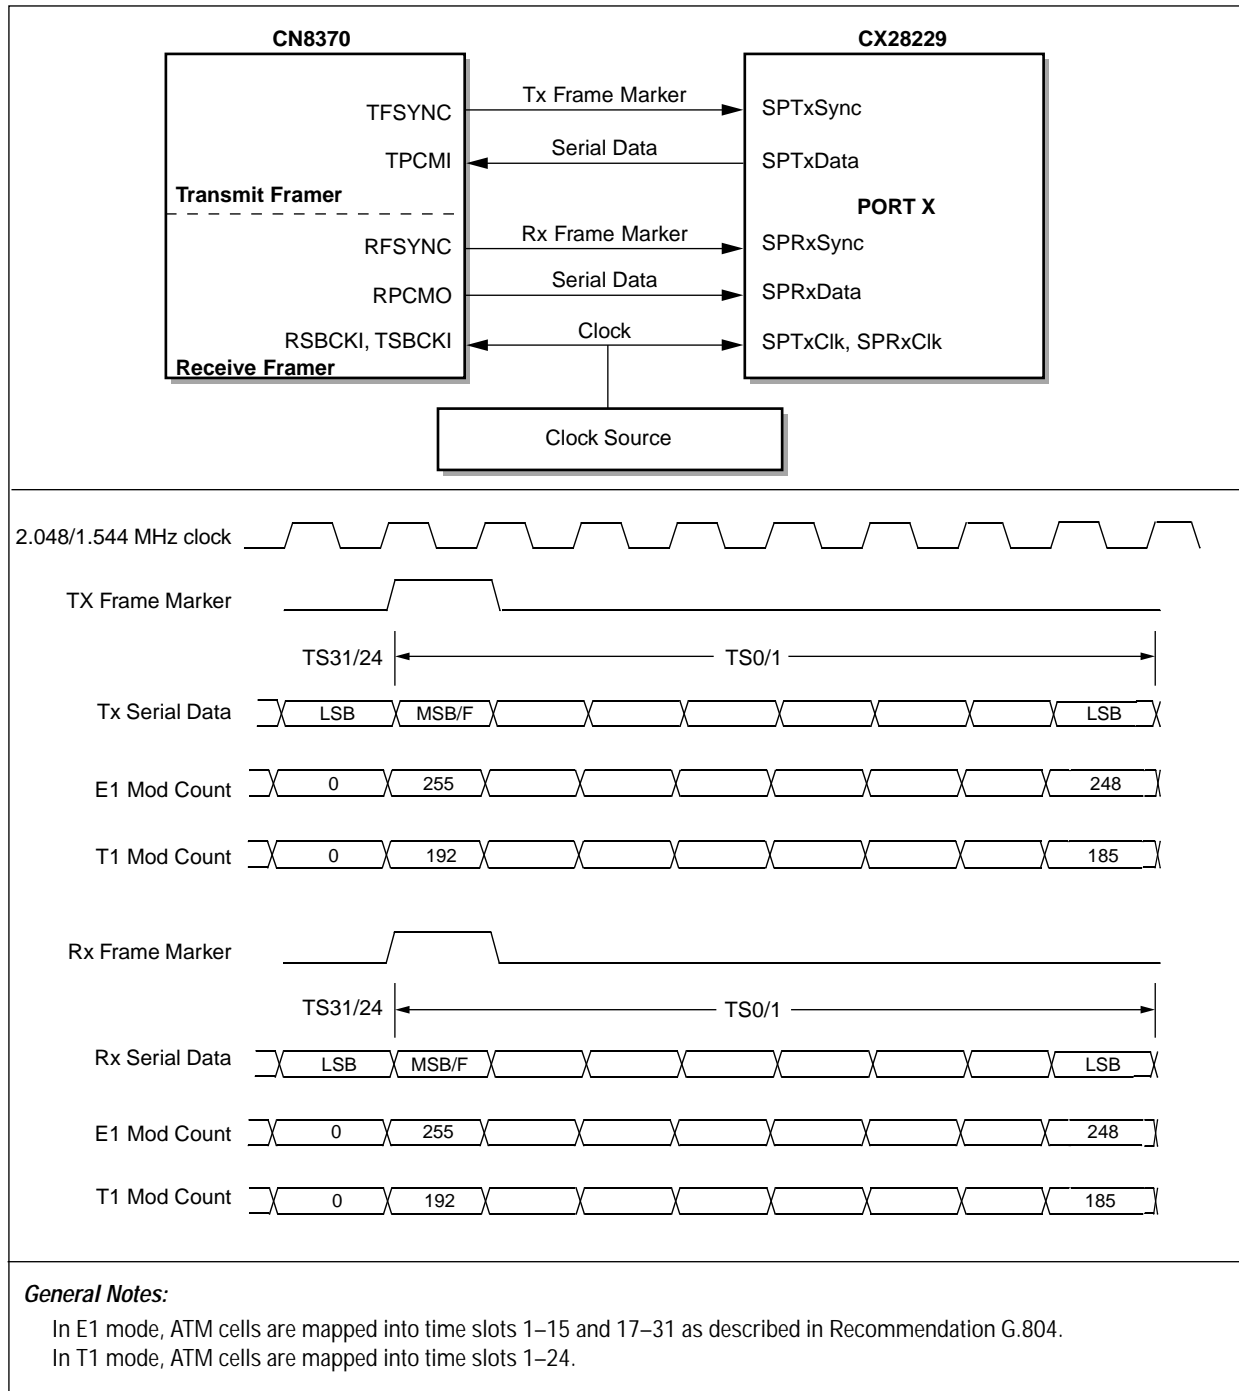 CN8370 CX28229
TFSYNC Tx Frame Marker SPTxSync
TPCMI Serial Data SPTxData
Transmit Framer PORT X
RFSYNC Rx Frame Marker SPRxSync
RPCMO Serial Data SPRxData
RSBCKI, TSBCKI Clock SPTxClk, SPRxClk
Receive Framer
Clock Source
2.048/1.544 MHz clock
TX Frame Marker
TS31/24 TS0/1
Tx Serial Data LSB MSB/F LSB
E1 Mod Count 0 255 248
T1 Mod Count 0 192 185
Rx Frame Marker
TS31/24 TS0/1
Rx Serial Data LSB MSB/F LSB
E1 Mod Count 0 255 248
T1 Mod Count 0 192 185
General Notes:
In E1 mode, ATM cells are mapped into time slots 1–15 and 17–31 as described in Recommendation G.804.
In T1 mode, ATM cells are mapped into time slots 1–24.